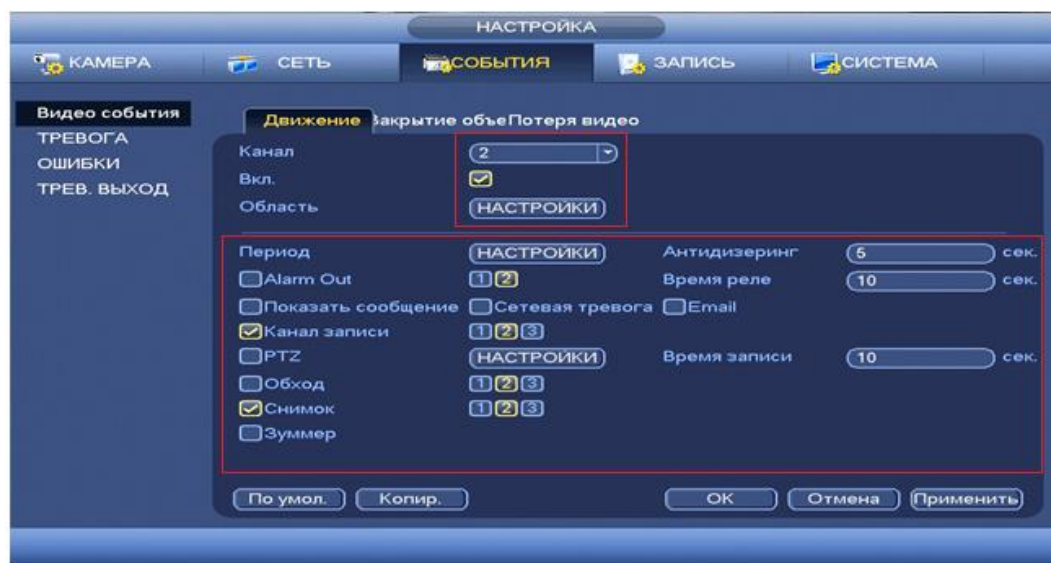 НАСТРОЙКА
КАМЕРА СЕТЬ СОБЫТИЯ ЗАПИСЬ СИСТЕМА
Видео события
ТРЕВОГА
ОШИБКИ
ТРЕВ. ВЫХОД
Движение Закрытие объе Потеря видео
Канал 2
Вкл.
Область НАСТРОЙКИ
Период НАСТРОЙКИ Антидизеринг 5 сек.
Alarm Out 1 2 Время реле 10 сек.
Показать сообщение Сетевая тревога Email
Канал записи 1 2 3
PTZ НАСТРОЙКИ Время записи 10 сек.
Обход 1 2 3
Снимок 1 2 3
Зуммер
По умол. Копир. OK Отмена Применить